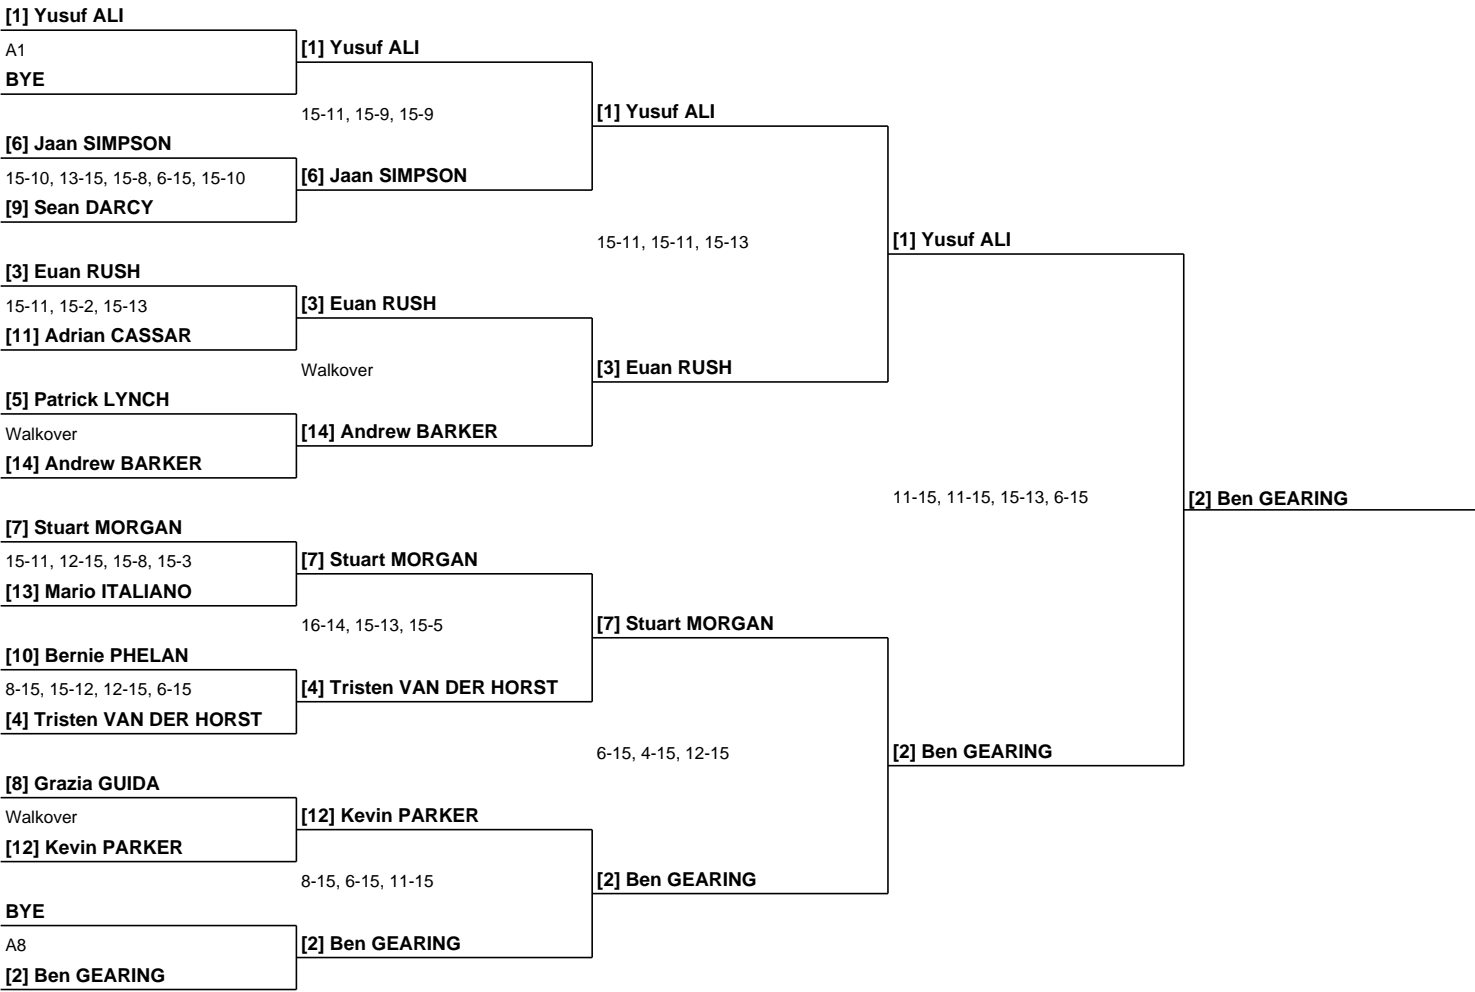 [1] Yusuf ALI
A1
BYE
[6] Jaan SIMPSON
15-10, 13-15, 15-8, 6-15, 15-10
[9] Sean DARCY
[3] Euan RUSH
15-11, 15-2, 15-13
[11] Adrian CASSAR
[5] Patrick LYNCH
Walkover
[14] Andrew BARKER
[7] Stuart MORGAN
15-11, 12-15, 15-8, 15-3
[13] Mario ITALIANO
[10] Bernie PHELAN
8-15, 15-12, 12-15, 6-15
[4] Tristen VAN DER HORST
[8] Grazia GUIDA
Walkover
[12] Kevin PARKER
BYE
A8
[2] Ben GEARING
[1] Yusuf ALI
15-11, 15-9, 15-9
[6] Jaan SIMPSON
[3] Euan RUSH
Walkover
[14] Andrew BARKER
[7] Stuart MORGAN
16-14, 15-13, 15-5
[4] Tristen VAN DER HORST
[12] Kevin PARKER
8-15, 6-15, 11-15
[2] Ben GEARING
[1] Yusuf ALI
15-11, 15-11, 15-13
[3] Euan RUSH
[7] Stuart MORGAN
6-15, 4-15, 12-15
[2] Ben GEARING
[1] Yusuf ALI
11-15, 11-15, 15-13, 6-15
[2] Ben GEARING
[2] Ben GEARING